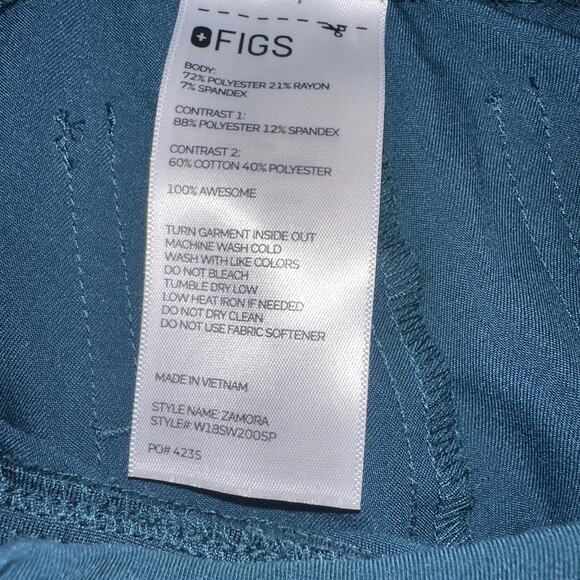 FIGS
BODY:
72% POLYESTER 21% RAYON
7% SPANDEX
CONTRAST 1:
88% POLYESTER 12% SPANDEX
CONTRAST 2:
60% COTTON 40% POLYESTER
100% AWESOME
TURN GARMENT INSIDE OUT
MACHINE WASH COLD
WASH WITH LIKE COLORS
DO NOT BLEACH
TUMBLE DRY LOW
LOW HEAT IRON IF NEEDED
DO NOT DRY CLEAN
DO NOT USE FABRIC SOFTENER
MADE IN VIETNAM
STYLE NAME: ZAMORA
STYLE# W18SW200SP
PO# 4235